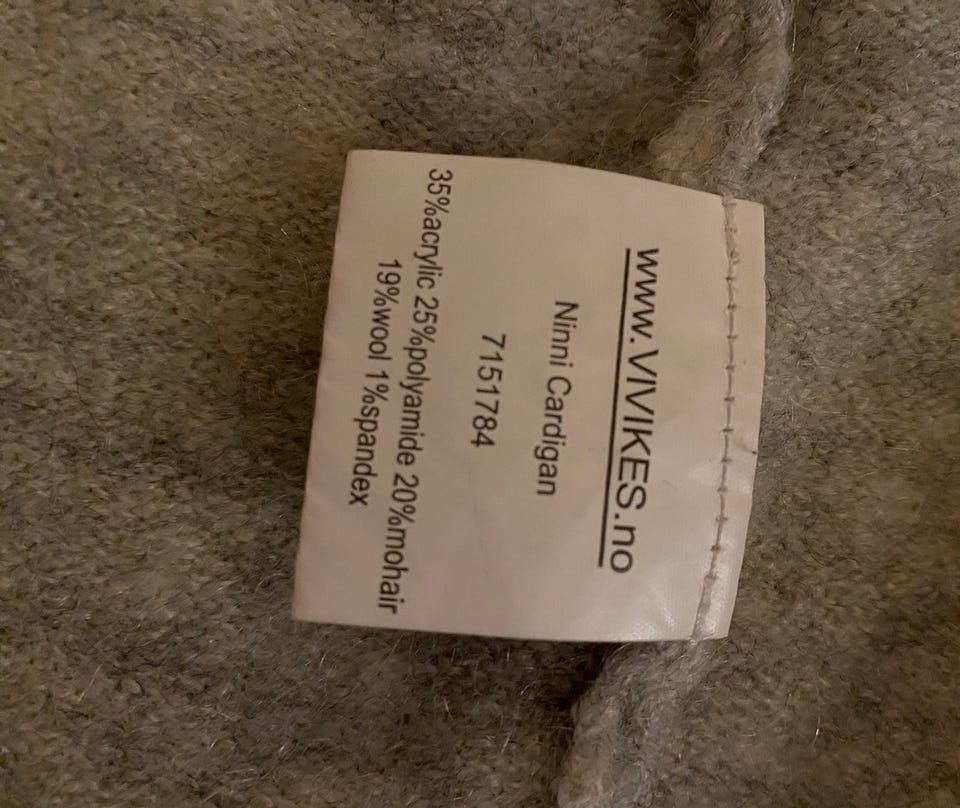 www.VIVIKES.no
Ninni Cardigan
7151784
35%acrylic 25%polyamide 20%mohair
19%wool 1%spandex